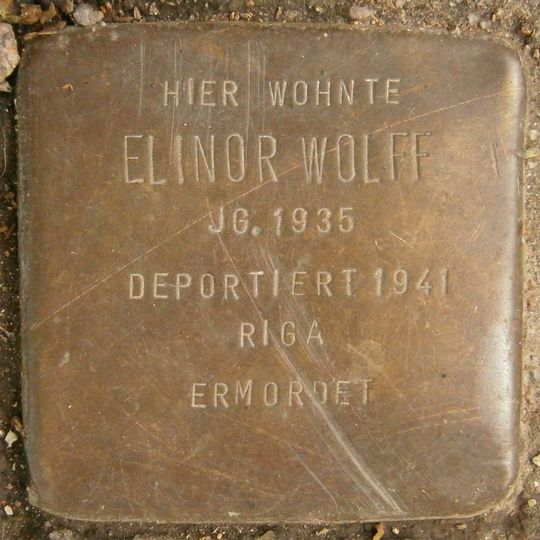 HIER WOHNTE
ELINOR WOLFF
JG. 1935
DEPORTIERT 1941
RIGA
ERMORDET